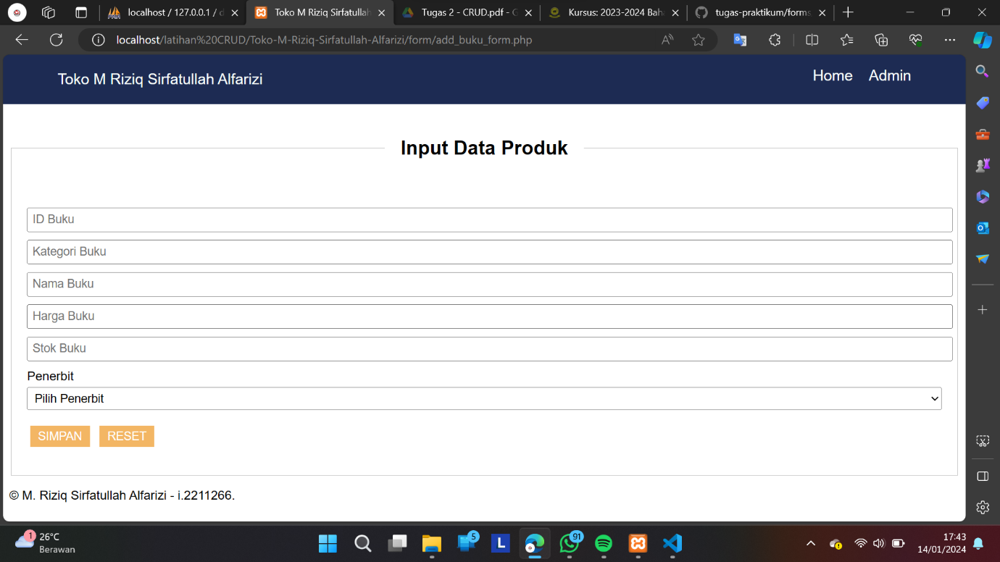 localhost / 127.0.0.1 / d
Toko M Riziq Sirfatullah
Tugas 2 - CRUD.pdf - G
Kursus: 2023-2024 Baha
tugas-praktikum/forms
localhost/latihan%20CRUD/Toko-M-Riziq-Sirfatullah-Alfarizi/form/add_buku_form.php
Toko M Riziq Sirfatullah Alfarizi
Home Admin
Input Data Produk
ID Buku
Kategori Buku
Nama Buku
Harga Buku
Stok Buku
Penerbit
Pilih Penerbit
SIMPAN RESET
© M. Riziq Sirfatullah Alfarizi - i.2211266.
1
26°C
Berawan
5
L
91
17:43
14/01/2024